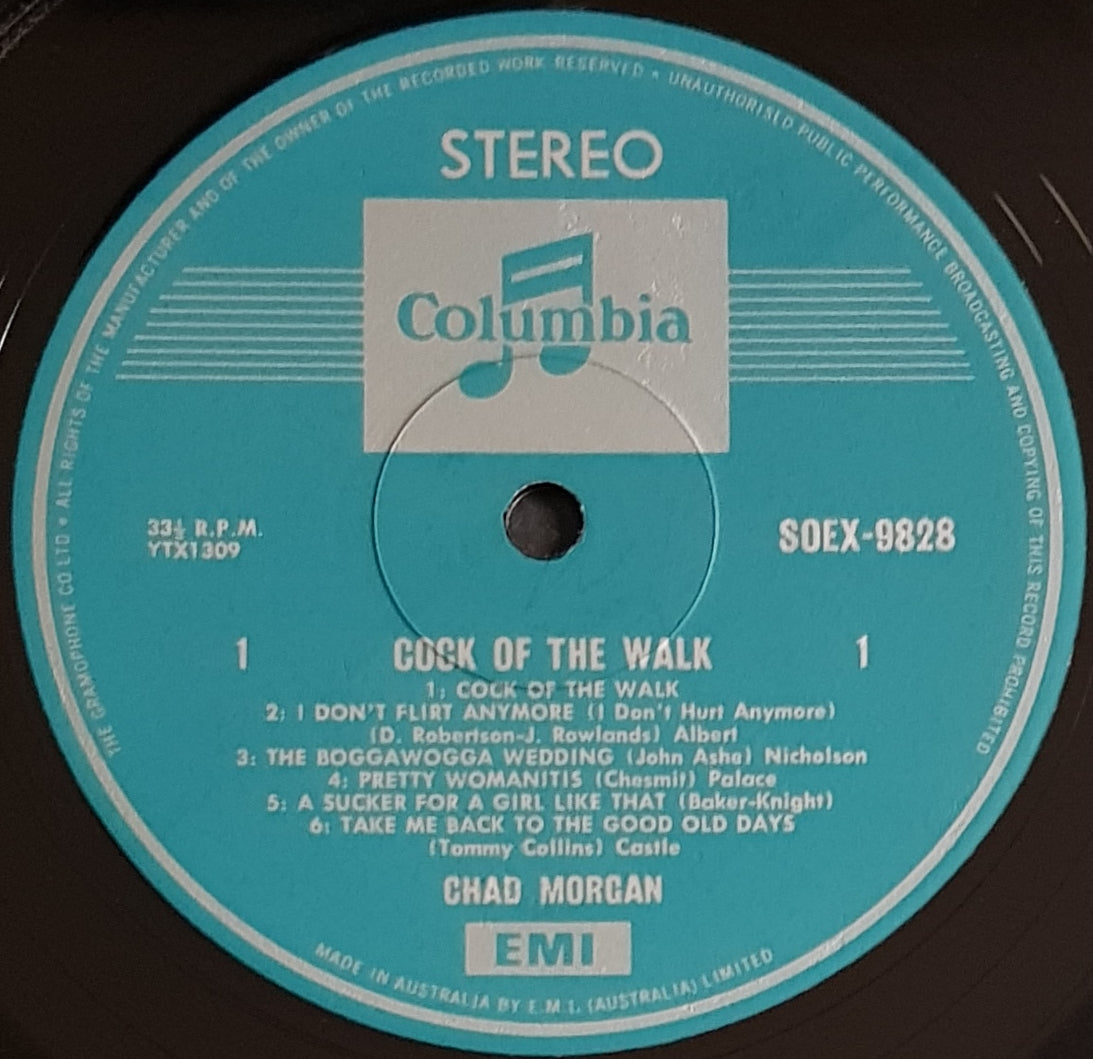 THE GRAMOPHONE CO LTD • ALL RIGHTS OF THE MANUFACTURER AND OF THE OWNER OF THE RECORDED WORK RESERVED • UNAUTHORISED PUBLIC PERFORMANCE BROADCASTING AND COPYING OF THIS RECORD PROHIBITED
STEREO
Columbia
33⅓ R.P.M.
YTX1309
SOEX-9828
1 COCK OF THE WALK 1
1: COCK OF THE WALK
2: I DON'T FLIRT ANYMORE (I Don't Hurt Anymore)
(D. Robertson-J. Rowlands) Albert
3: THE BOGGAWOGGA WEDDING (John Ashe) Nicholson
4: PRETTY WOMANITIS (Chesmit) Palace
5: A SUCKER FOR A GIRL LIKE THAT (Baker-Knight)
6: TAKE ME BACK TO THE GOOD OLD DAYS
(Tommy Collins) Castle
CHAD MORGAN
EMI
MADE IN AUSTRALIA BY E.M.I. (AUSTRALIA) LIMITED